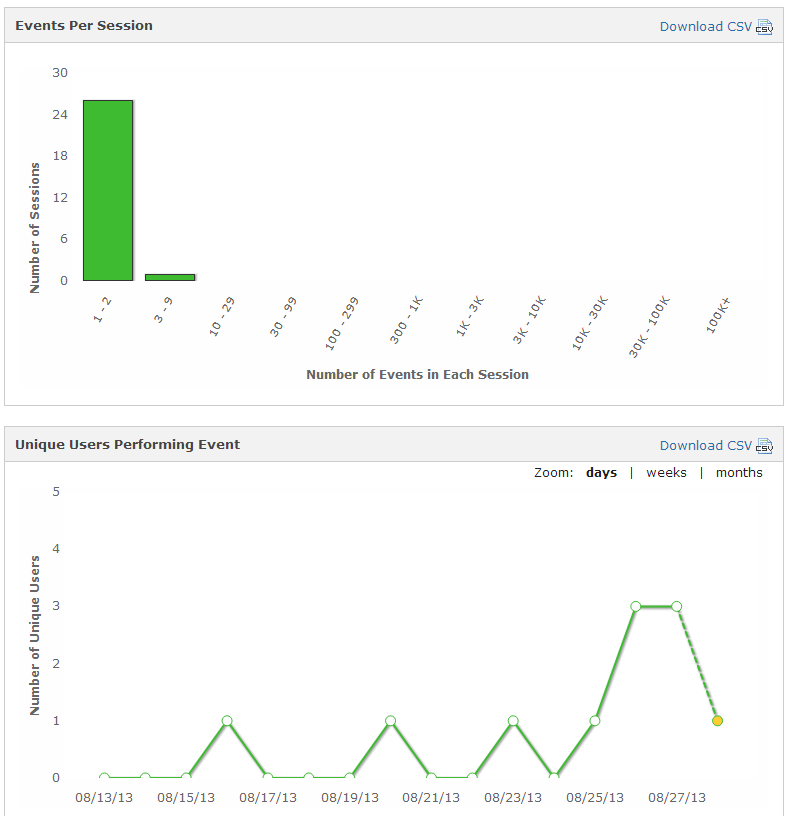 Events Per Session
Download CSV
CSV
30
24
18
12
6
0
Number of Sessions
1 - 2
3 - 9
10 - 29
30 - 99
100 - 299
300 - 1K
1K - 3K
3K - 10K
10K - 30K
30K - 100K
100K+
Number of Events in Each Session
Unique Users Performing Event
Download CSV
CSV
Zoom: days | weeks | months
5
4
3
2
1
0
Number of Unique Users
08/13/13 08/15/13 08/17/13 08/19/13 08/21/13 08/23/13 08/25/13 08/27/13